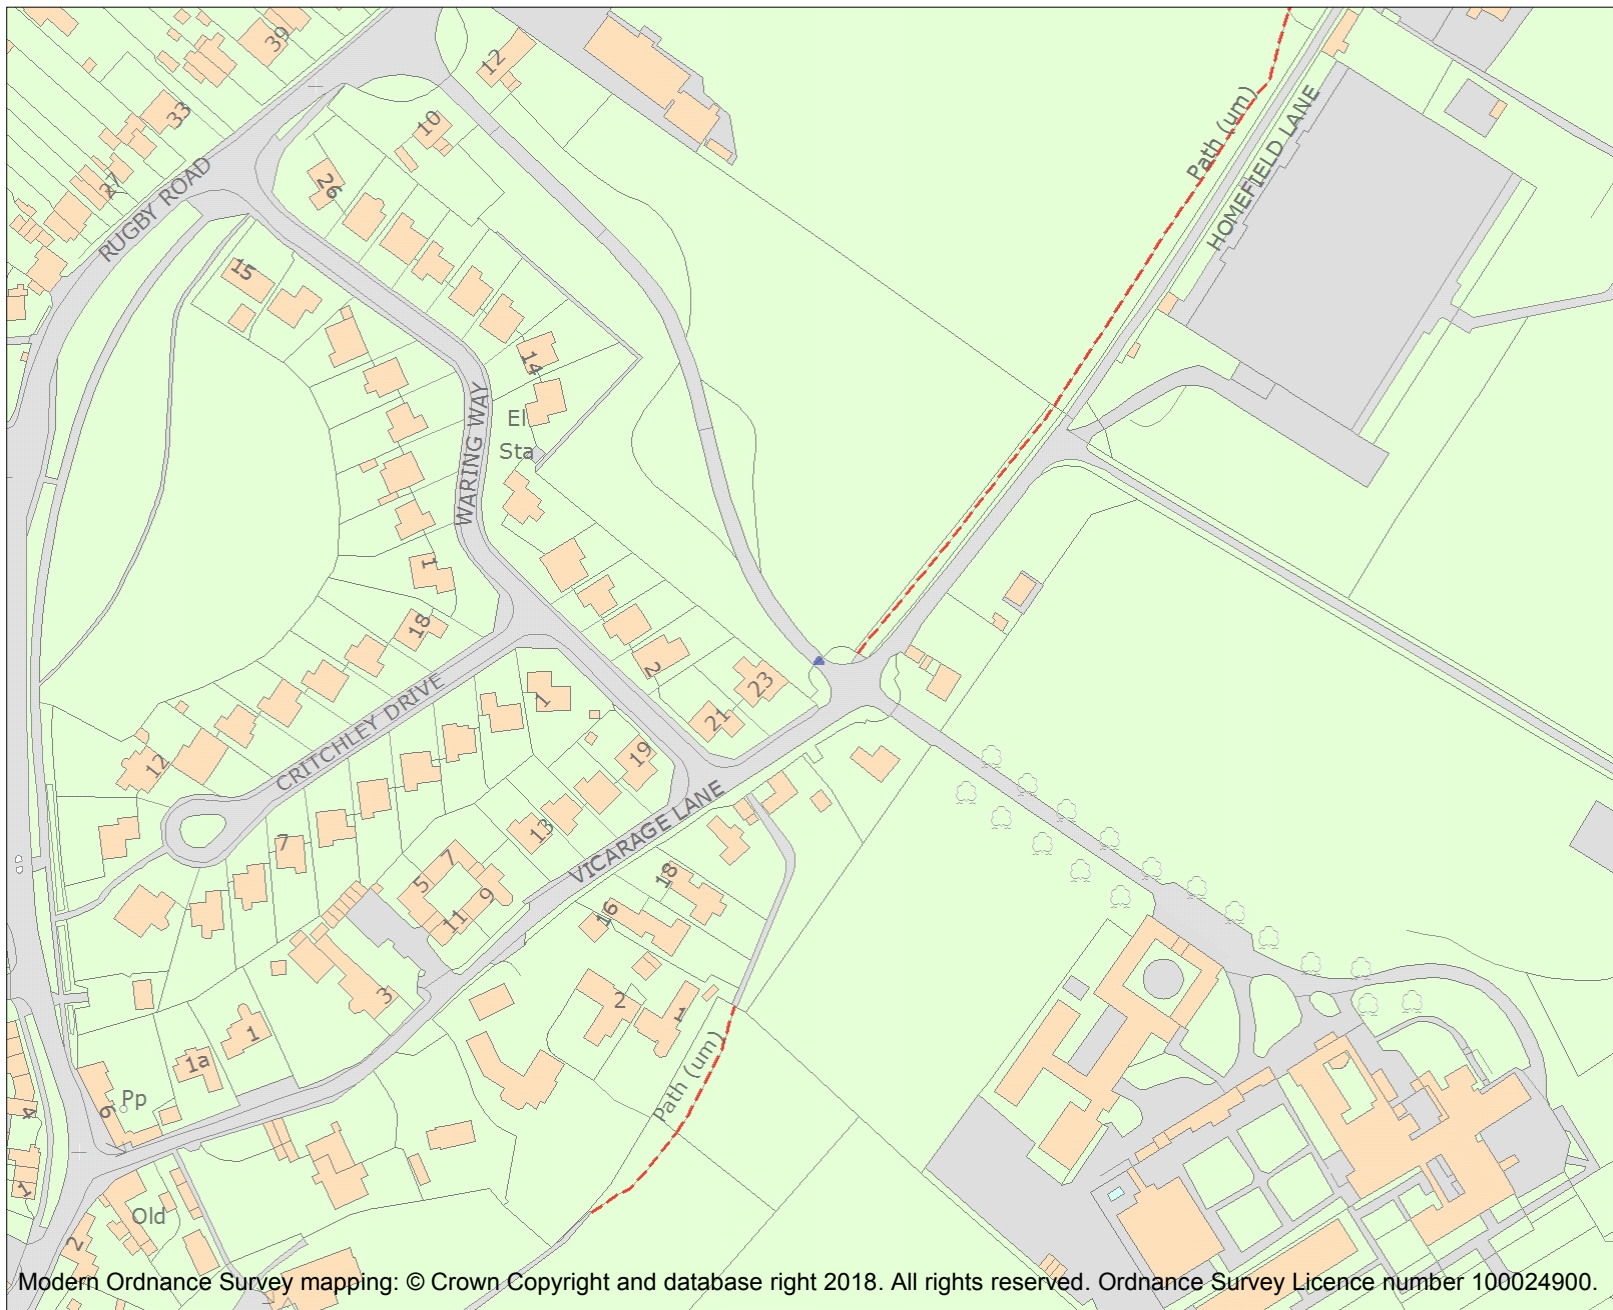 39
12
33
10
Path (um)
HOMEFIELD LANE
27
26
RUGBY ROAD
15
14
WARING WAY
El
Sta
1
18
2
23
21
1
CRITCHLEY DRIVE
12
19
VICARAGE LANE
13
7
7
5
9
11
18
16
3
2
1
1
1a
Path (um)
Pp
6
4
1
Old
2
Modern Ordnance Survey mapping: © Crown Copyright and database right 2018. All rights reserved. Ordnance Survey Licence number 100024900.